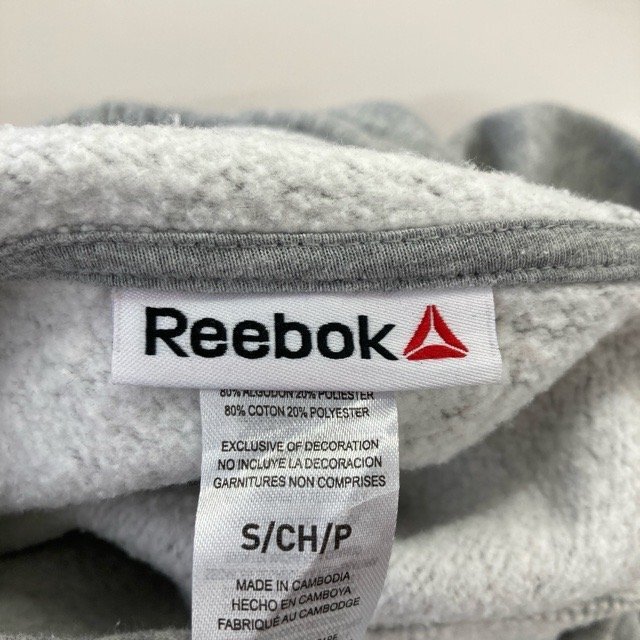 Reebok
80% ALGODON 20% POLIESTER
80% COTON 20% POLYESTER
EXCLUSIVE OF DECORATION
NO INCLUYE LA DECORACION
GARNITURES NON COMPRISES
S/CH/P
MADE IN CAMBODIA
HECHO EN CAMBOYA
FABRIQUÉ AU CAMBODGE